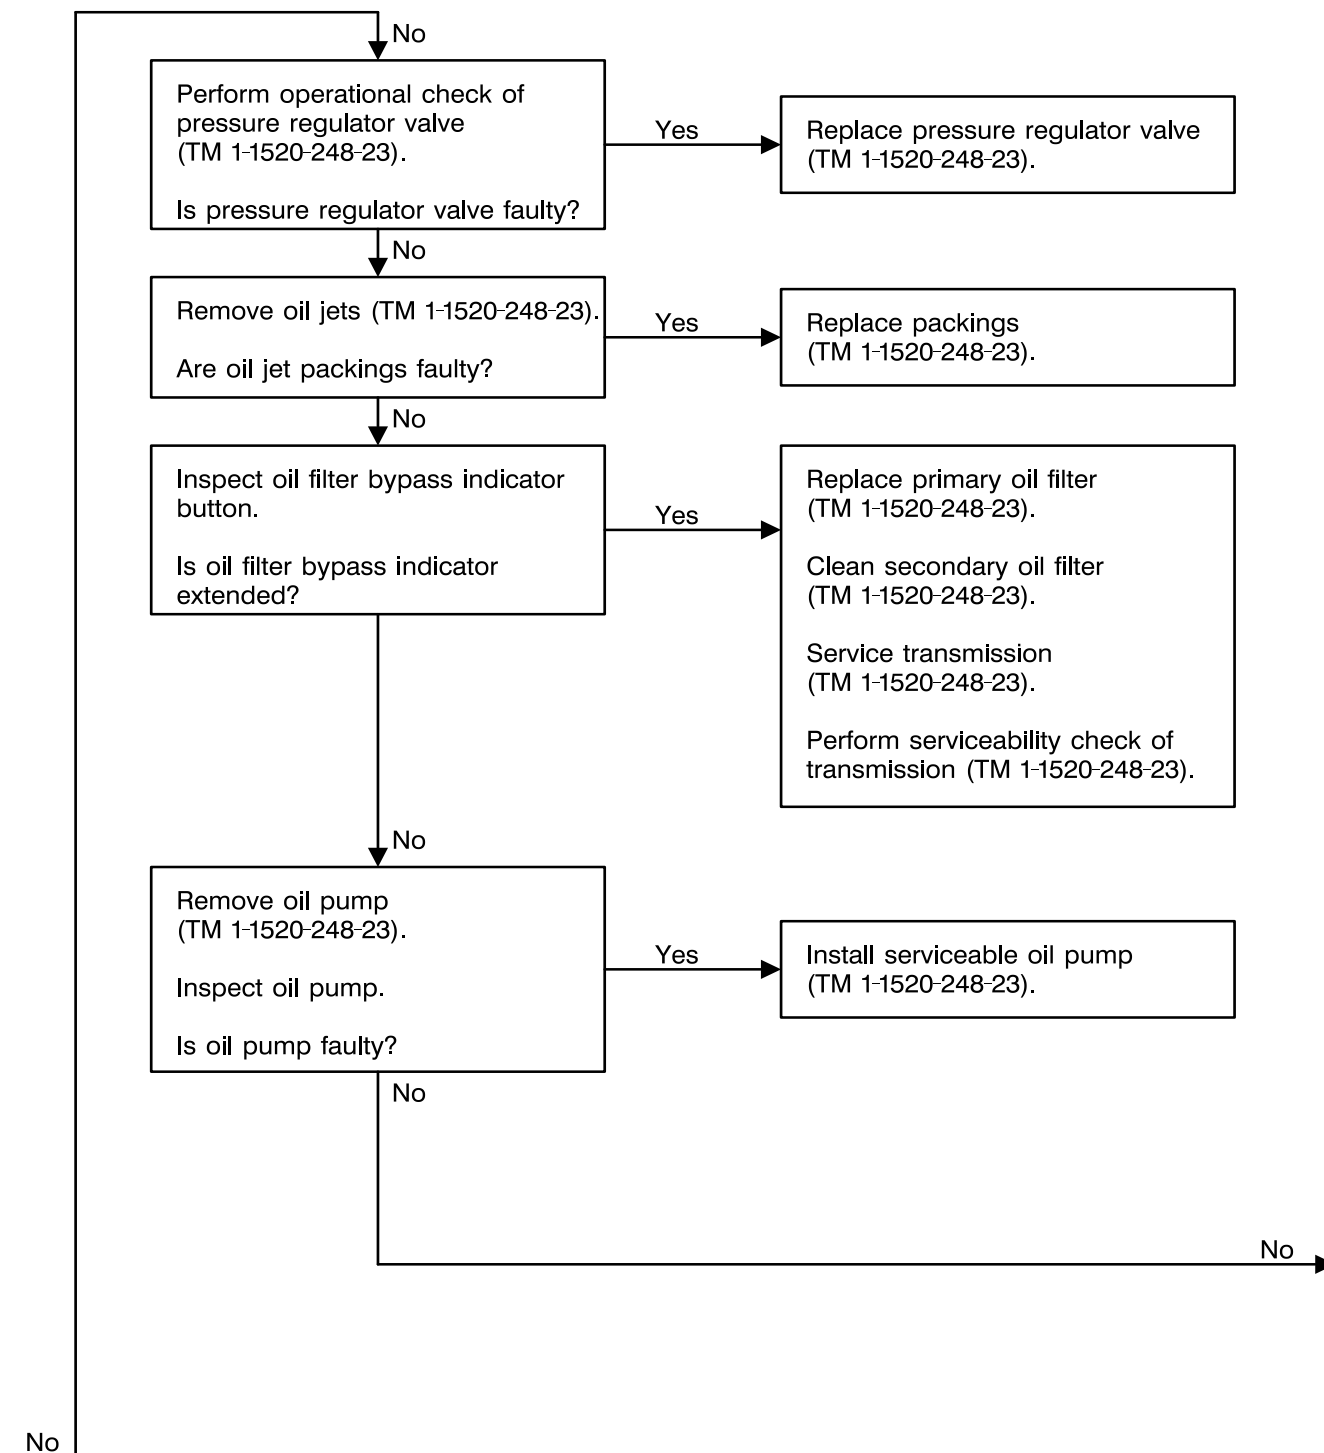 No
Perform operational check of
pressure regulator valve
(TM 1-1520-248-23).
Is pressure regulator valve faulty?
Yes
Replace pressure regulator valve
(TM 1-1520-248-23).
No
Remove oil jets (TM 1-1520-248-23).
Are oil jet packings faulty?
Yes
Replace packings
(TM 1-1520-248-23).
No
Inspect oil filter bypass indicator
button.
Is oil filter bypass indicator
extended?
Yes
Replace primary oil filter
(TM 1-1520-248-23).
Clean secondary oil filter
(TM 1-1520-248-23).
Service transmission
(TM 1-1520-248-23).
Perform serviceability check of
transmission (TM 1-1520-248-23).
No
Remove oil pump
(TM 1-1520-248-23).
Inspect oil pump.
Is oil pump faulty?
Yes
Install serviceable oil pump
(TM 1-1520-248-23).
No
No
No